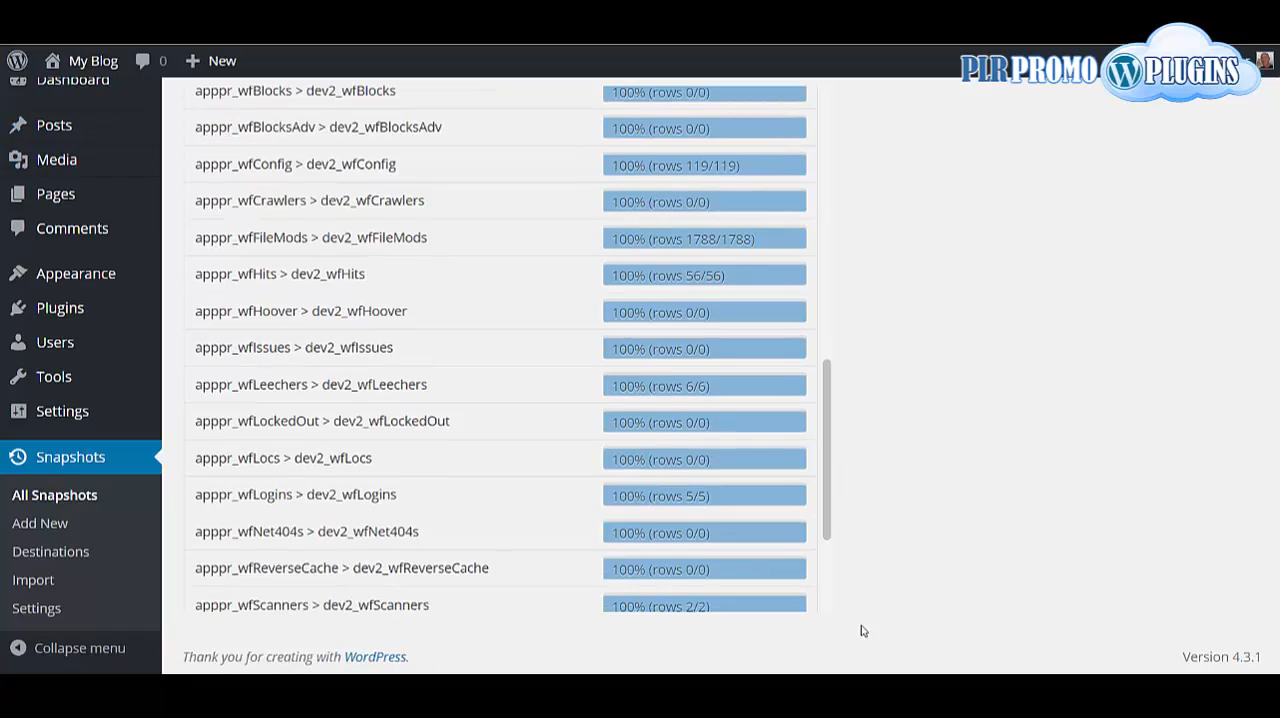 My Blog 0 New
PLR PROMO W PLUGINS
Dashboard
Posts
Media
Pages
Comments
Appearance
Plugins
Users
Tools
Settings
Snapshots
All Snapshots
Add New
Destinations
Import
Settings
Collapse menu
apppr_wfBlocks > dev2_wfBlocks 100% (rows 0/0)
apppr_wfBlocksAdv > dev2_wfBlocksAdv 100% (rows 0/0)
apppr_wfConfig > dev2_wfConfig 100% (rows 119/119)
apppr_wfCrawlers > dev2_wfCrawlers 100% (rows 0/0)
apppr_wfFileMods > dev2_wfFileMods 100% (rows 1788/1788)
apppr_wfHits > dev2_wfHits 100% (rows 56/56)
apppr_wfHoover > dev2_wfHoover 100% (rows 0/0)
apppr_wfIssues > dev2_wfIssues 100% (rows 0/0)
apppr_wfLeechers > dev2_wfLeechers 100% (rows 6/6)
apppr_wfLockedOut > dev2_wfLockedOut 100% (rows 0/0)
apppr_wfLocs > dev2_wfLocs 100% (rows 0/0)
apppr_wfLogins > dev2_wfLogins 100% (rows 5/5)
apppr_wfNet404s > dev2_wfNet404s 100% (rows 0/0)
apppr_wfReverseCache > dev2_wfReverseCache 100% (rows 0/0)
apppr_wfScanners > dev2_wfScanners 100% (rows 2/2)
Thank you for creating with WordPress. Version 4.3.1